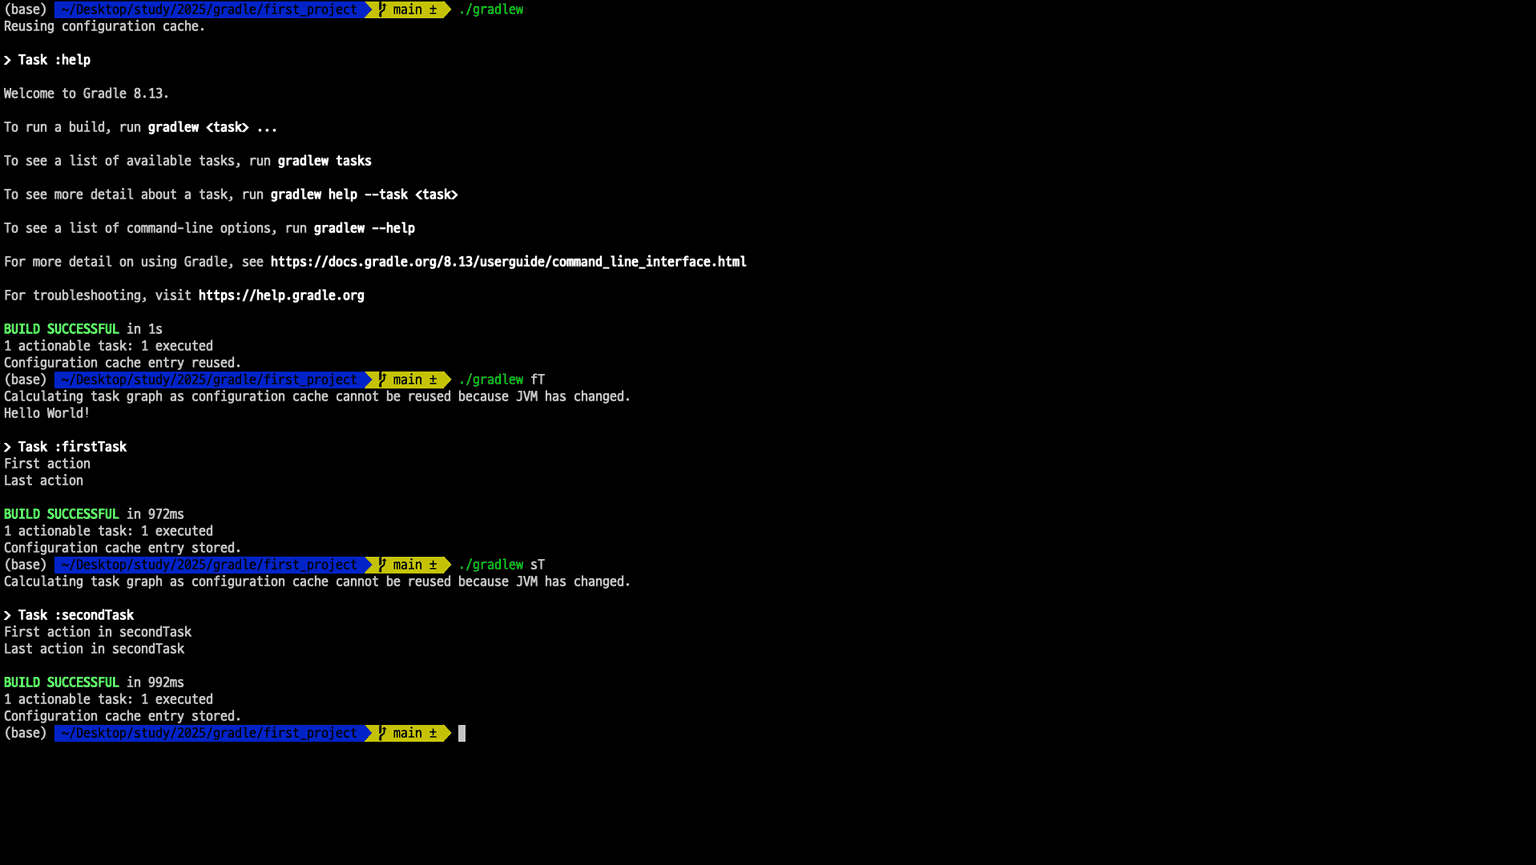 (base) ~/Desktop/study/2025/gradle/first_project main ± ./gradlew
Reusing configuration cache.
> Task :help
Welcome to Gradle 8.13.
To run a build, run gradlew <task> ...
To see a list of available tasks, run gradlew tasks
To see more detail about a task, run gradlew help --task <task>
To see a list of command-line options, run gradlew --help
For more detail on using Gradle, see https://docs.gradle.org/8.13/userguide/command_line_interface.html
For troubleshooting, visit https://help.gradle.org
BUILD SUCCESSFUL in 1s
1 actionable task: 1 executed
Configuration cache entry reused.
(base) ~/Desktop/study/2025/gradle/first_project main ± ./gradlew fT
Calculating task graph as configuration cache cannot be reused because JVM has changed.
Hello World!
> Task :firstTask
First action
Last action
BUILD SUCCESSFUL in 972ms
1 actionable task: 1 executed
Configuration cache entry stored.
(base) ~/Desktop/study/2025/gradle/first_project main ± ./gradlew sT
Calculating task graph as configuration cache cannot be reused because JVM has changed.
> Task :secondTask
First action in secondTask
Last action in secondTask
BUILD SUCCESSFUL in 992ms
1 actionable task: 1 executed
Configuration cache entry stored.
(base) ~/Desktop/study/2025/gradle/first_project main ±